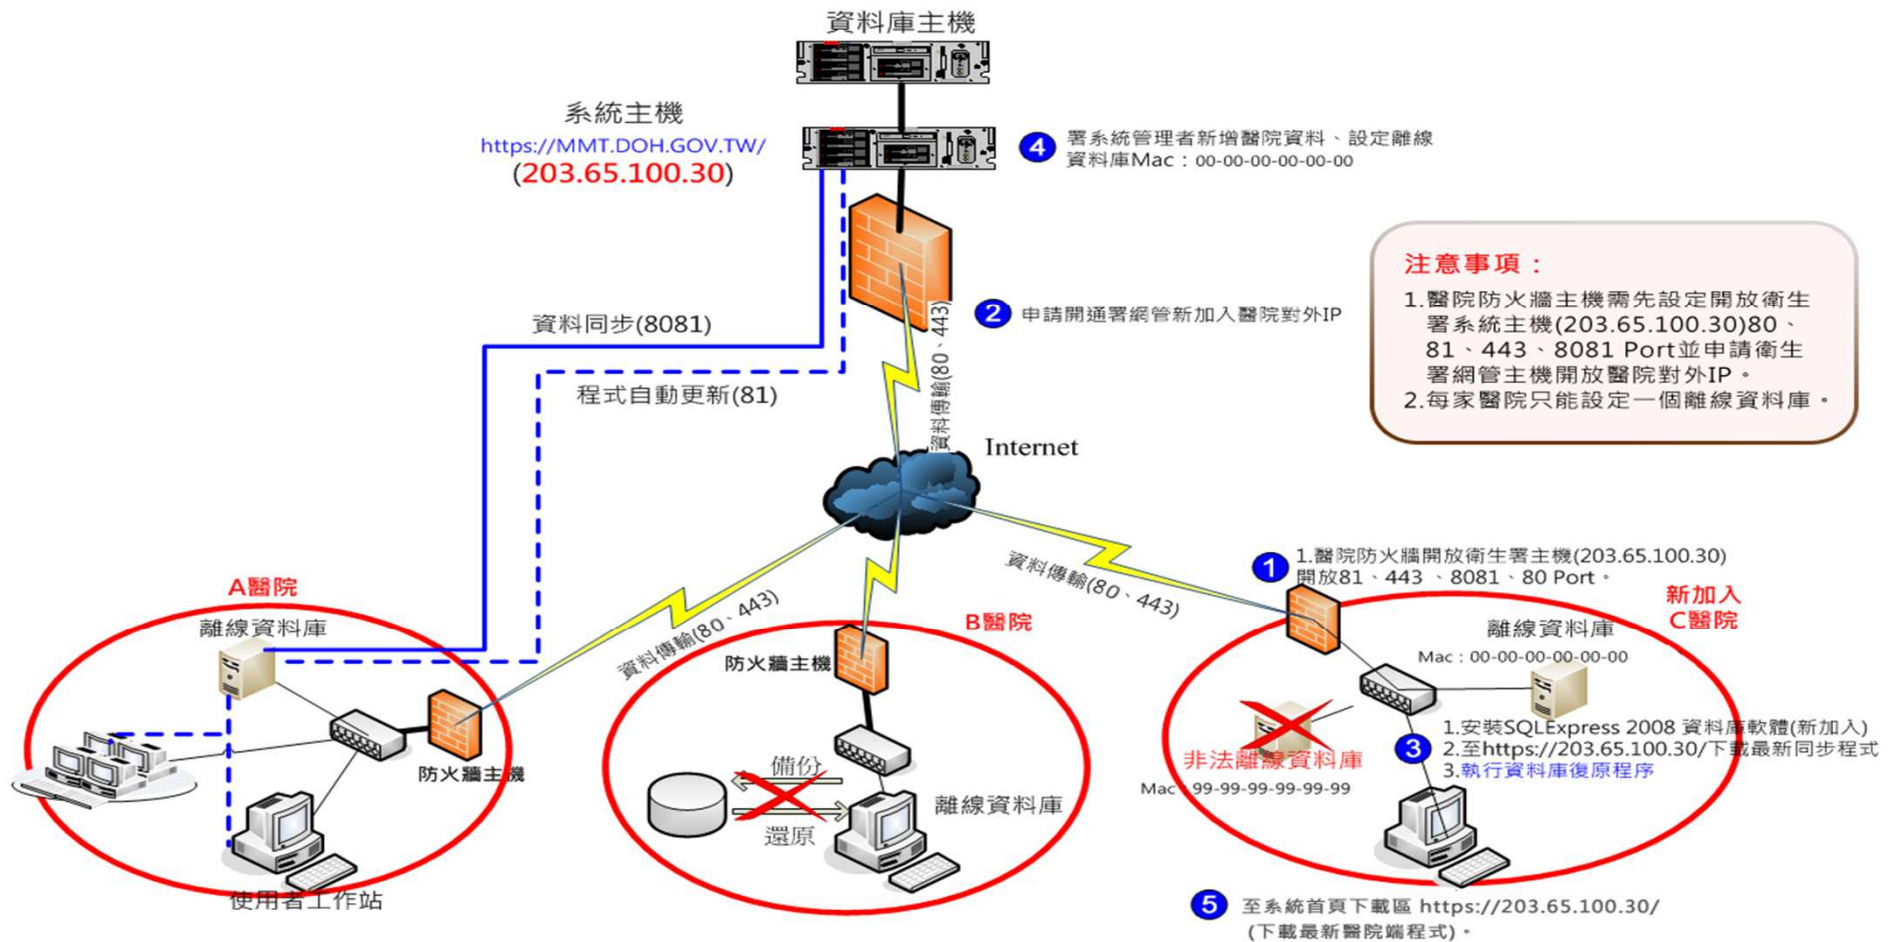 資料庫主機
系統主機
https://MMT.DOH.GOV.TW/
(203.65.100.30)
4
署系統管理者新增醫院資料、設定離線
資料庫Mac：00-00-00-00-00-00
注意事項：
1.醫院防火牆主機需先設定開放衛生
署系統主機(203.65.100.30)80、
81、443、8081 Port並申請衛生
署網管主機開放醫院對外IP。
2.每家醫院只能設定一個離線資料庫。
2
申請開通署網管新加入醫院對外IP
資料同步(8081)
程式自動更新(81)
資料傳輸(80、443)
Internet
資料傳輸(80、443)
資料傳輸(80、443)
1
1.醫院防火牆開放衛生署主機(203.65.100.30)
開放81、443 、8081、80 Port。
A醫院
離線資料庫
防火牆主機
使用者工作站
B醫院
防火牆主機
備份
還原
離線資料庫
新加入
C醫院
離線資料庫
Mac：00-00-00-00-00-00
非法離線資料庫
Mac：99-99-99-99-99-99
3
1.安裝SQLExpress 2008 資料庫軟體(新加入)
2.至https://203.65.100.30/下載最新同步程式
3.執行資料庫復原程序
5
至系統首頁下載區 https://203.65.100.30/
(下載最新醫院端程式)。